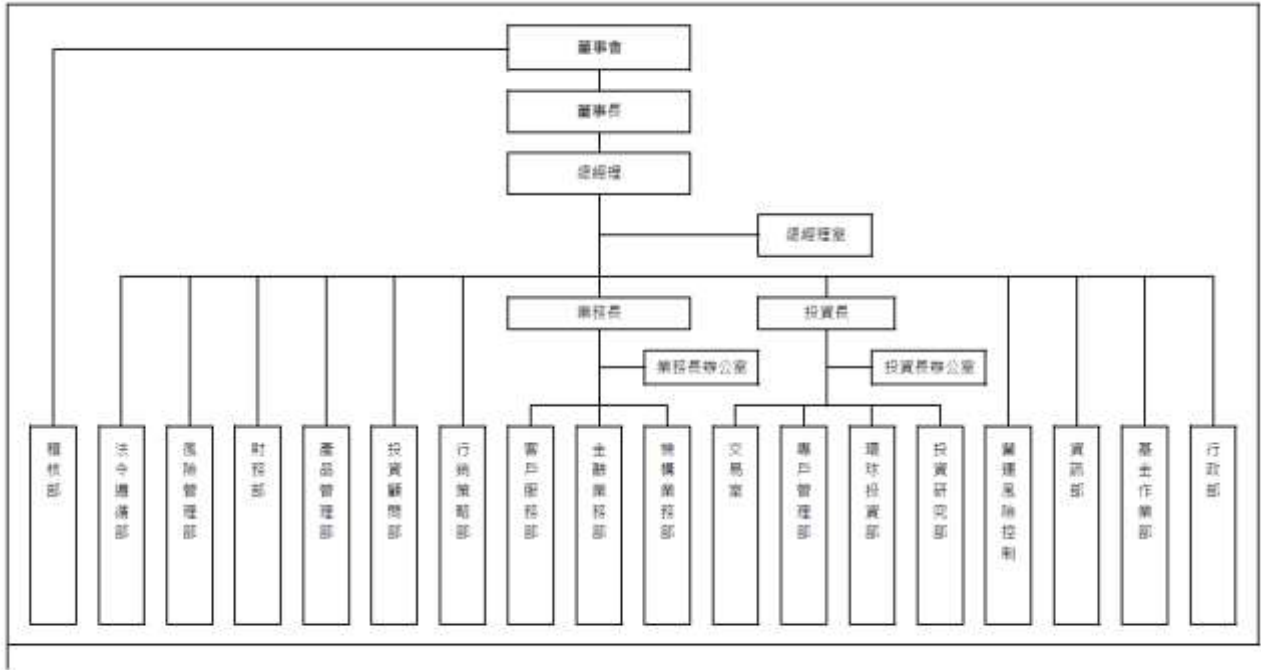 董事會
董事長
總經理
總經理室
業務長
投資長
業務長辦公室
投資長辦公室
稽核部
法令遵循部
風險管理部
財務部
產品管理部
投資顧問部
行銷策略部
客戶服務部
金融業務部
機構業務部
交易室
專戶管理部
環球投資部
投資研究部
營運風險控制
資訊部
基金作業部
行政部